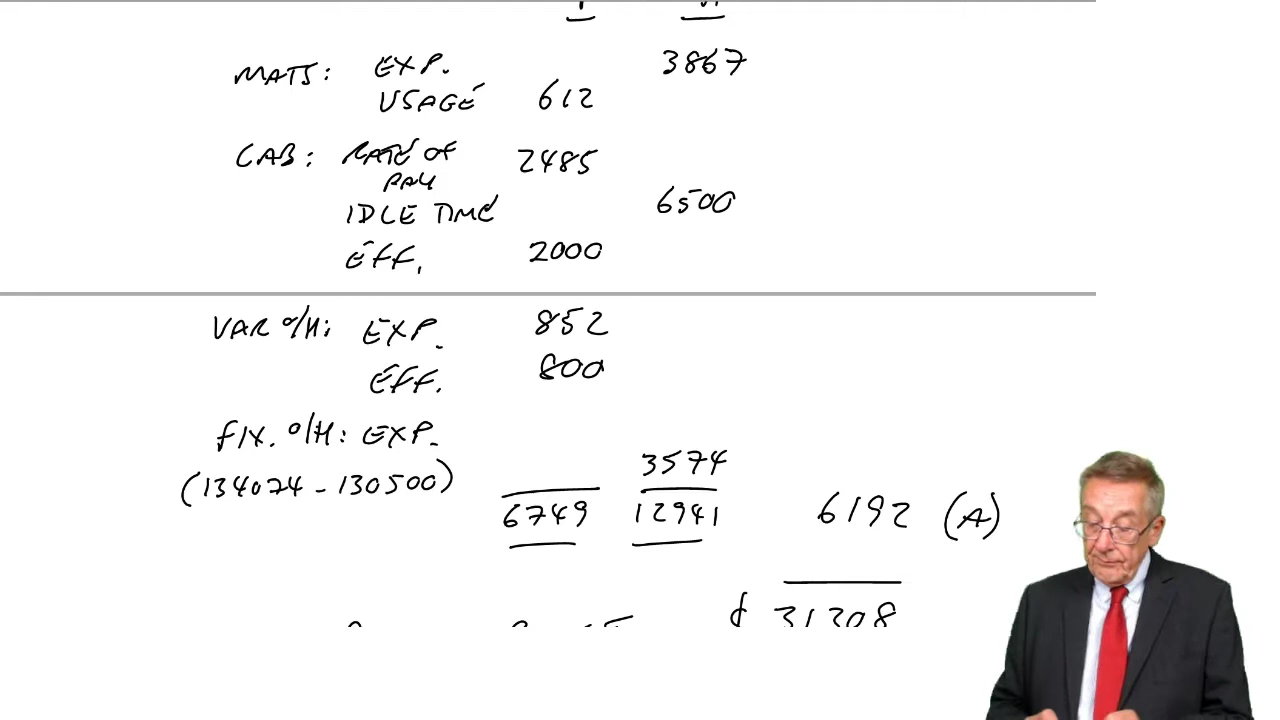 MATS: EXP. 3867
USAGE 612
LAB: RATE OF 2485
PAY
IDLE TIME 6500
EFF. 2000
VAR O/H: EXP. 852
EFF. 800
FIX. O/H: EXP.
3574
(134074 - 130500)
6749 12941 6192 (A)
$ 31308